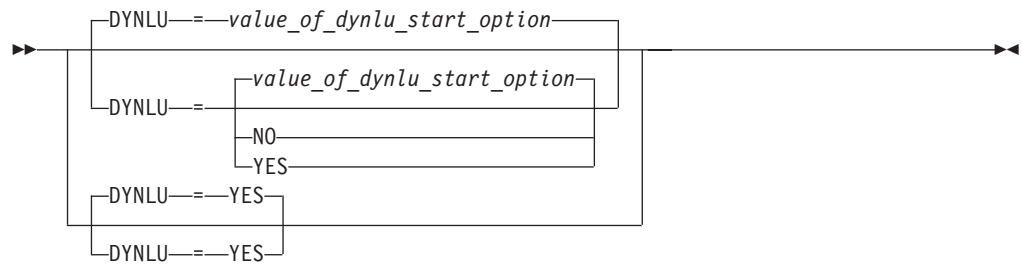 DYNLU = value_of_dynlu_start_option
value_of_dynlu_start_option
DYNLU =
NO
YES
DYNLU = YES
DYNLU = YES